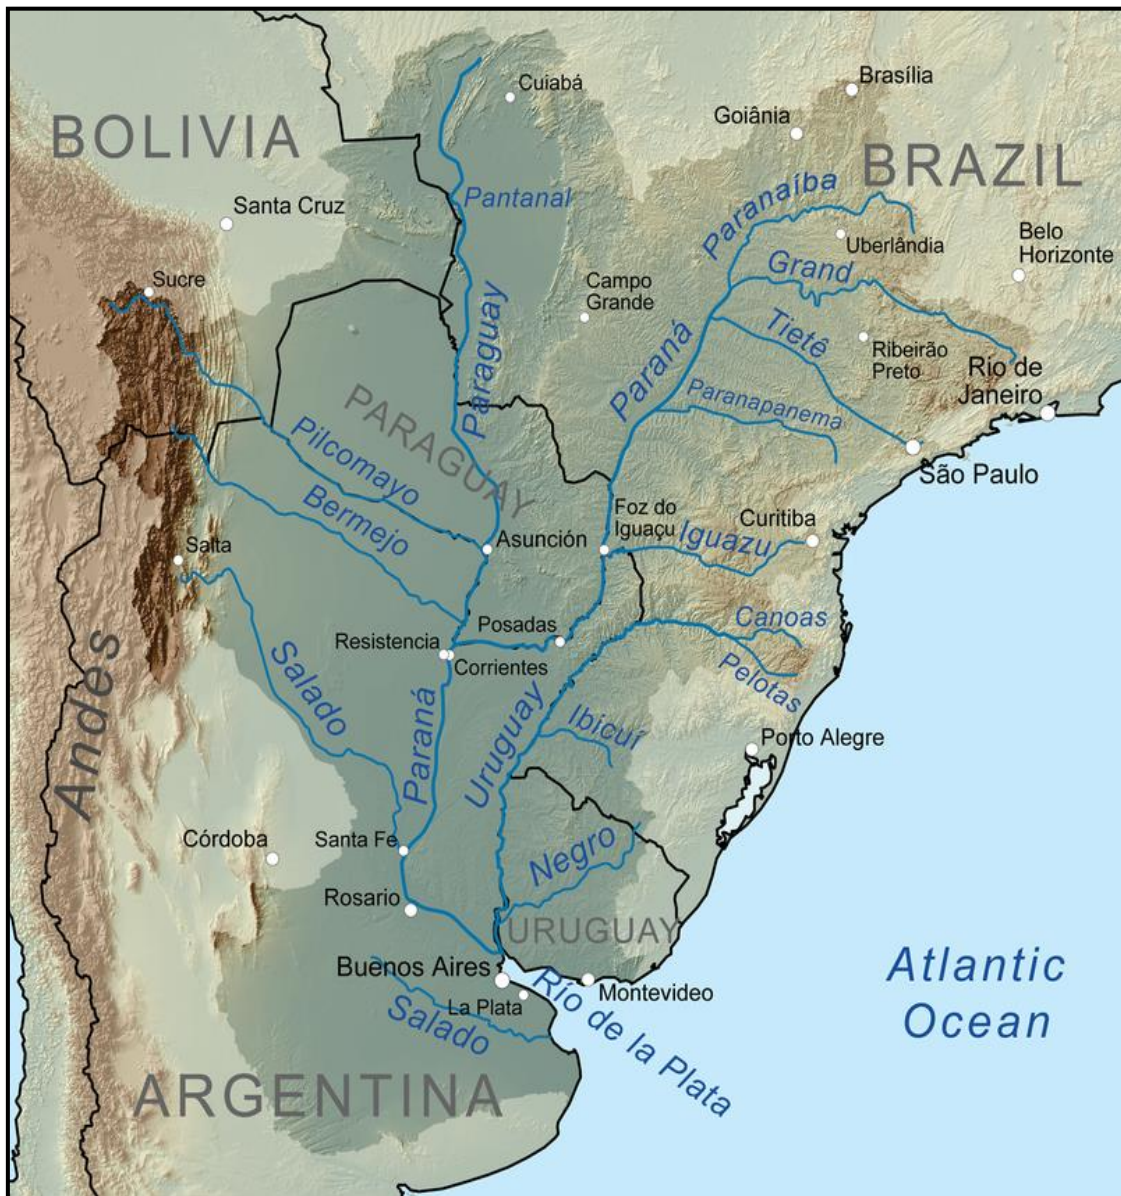 Cuiabá
Brasília
Goiânia
BOLIVIA
BRAZIL
Pantanal
Paranaíba
Santa Cruz
Uberlândia
Belo
Horizonte
Grand
Sucre
Campo
Grande
Paraguay
Paraná
Tietê
Ribeirão
Preto
Río de
Janeiro
PARAGUAY
Paranapanema
São Paulo
Pilcomayo
Bermejo
Foz do
Iguaçu
Curitiba
Iguazu
Asunción
Salta
Andes
Canoas
Posadas
Resistencia
Corrientes
Pelotas
Salado
Paraná
Uruguay
Ibicuí
Porto Alegre
Córdoba
Santa Fe
Negro
Rosario
URUGUAY
Buenos Aires
Montevideo
La Plata
Río de la Plata
Salado
Atlantic
Ocean
ARGENTINA